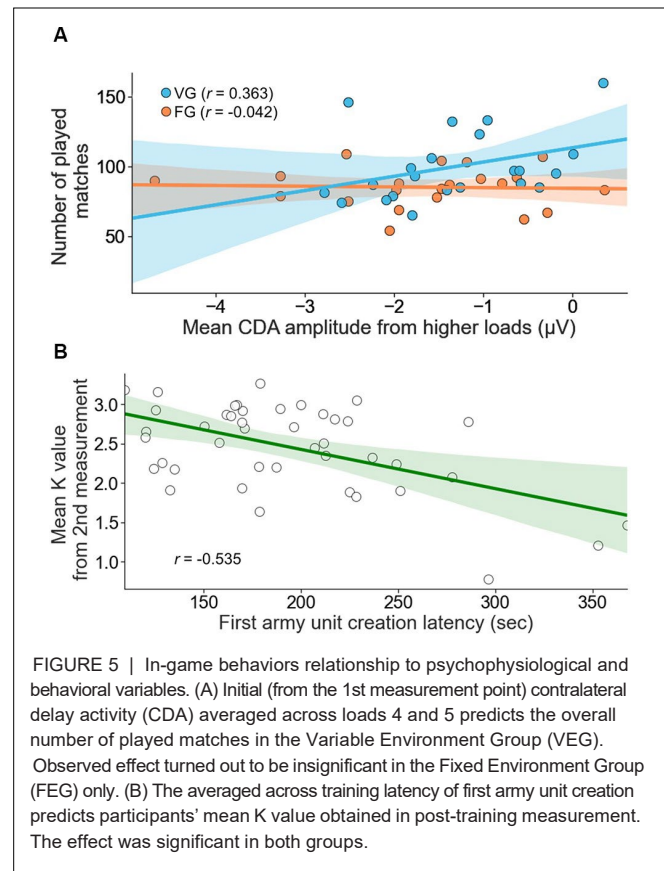 A
Number of played
matches
150
100
50
VG (r = 0.363)
FG (r = -0.042)
−4 −3 −2 −1 0
Mean CDA amplitude from higher loads (µV)
B
Mean K value
from 2nd measurement
3.0
2.5
2.0
1.5
1.0
r = -0.535
150 200 250 300 350
First army unit creation latency (sec)
FIGURE 5 | In-game behaviors relationship to psychophysiological and
behavioral variables. (A) Initial (from the 1st measurement point) contralateral
delay activity (CDA) averaged across loads 4 and 5 predicts the overall
number of played matches in the Variable Environment Group (VEG).
Observed effect turned out to be insignificant in the Fixed Environment Group
(FEG) only. (B) The averaged across training latency of first army unit creation
predicts participants’ mean K value obtained in post-training measurement.
The effect was significant in both groups.